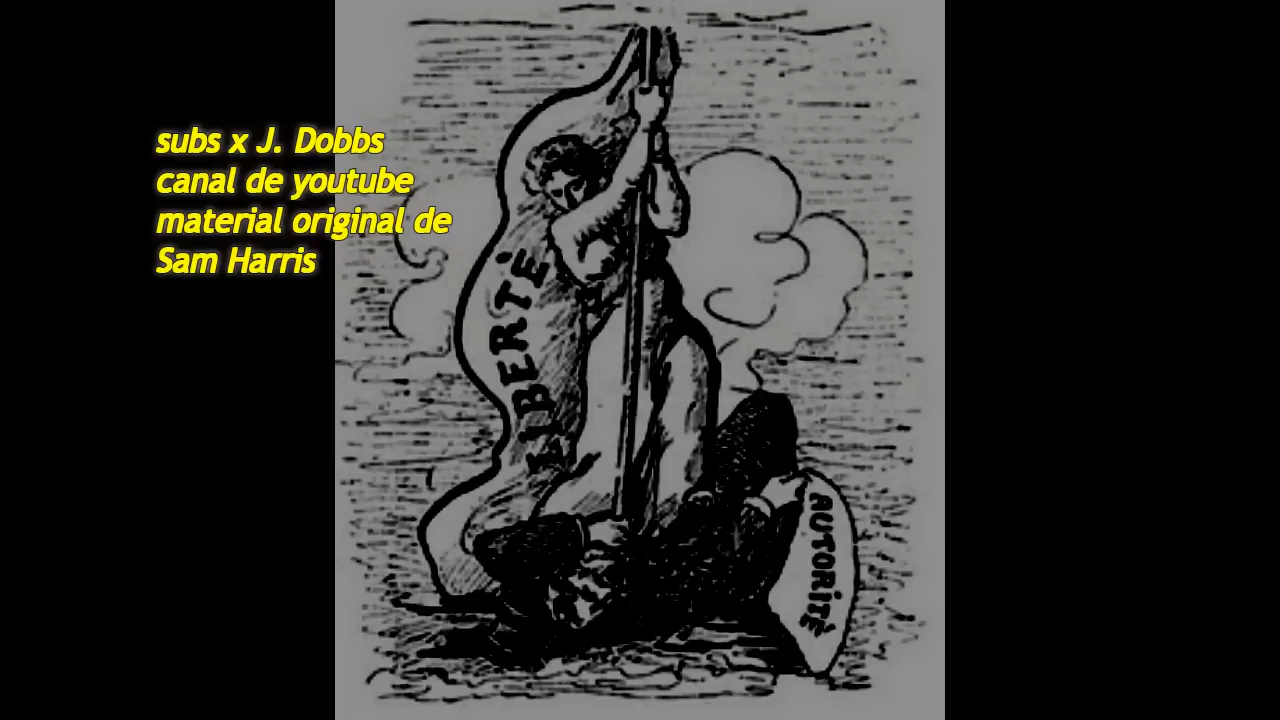 subs x J. Dobbs
canal de youtube
material original de
Sam Harris
LIBERTÉ
AUTORITÉ